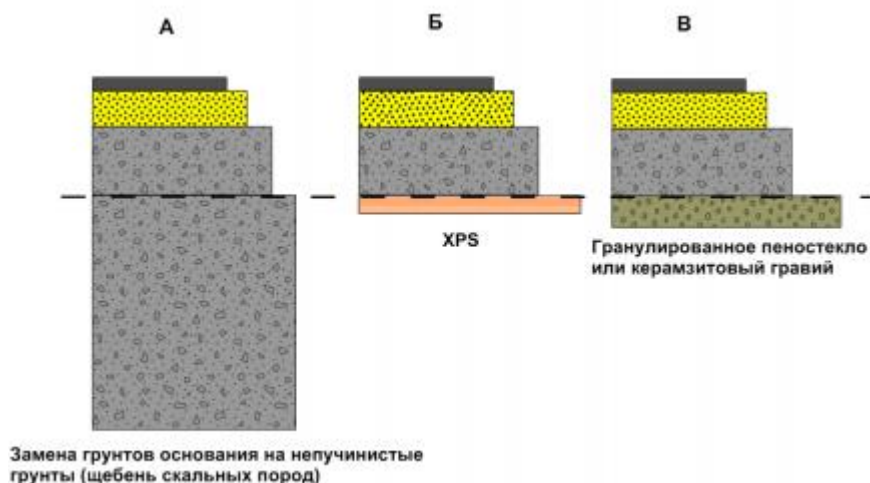 А
Б
В
XPS
Гранулированное пеностекло
или керамзитовый гравий
Замена грунтов основания на непучинистые
грунты (щебень скальных пород)